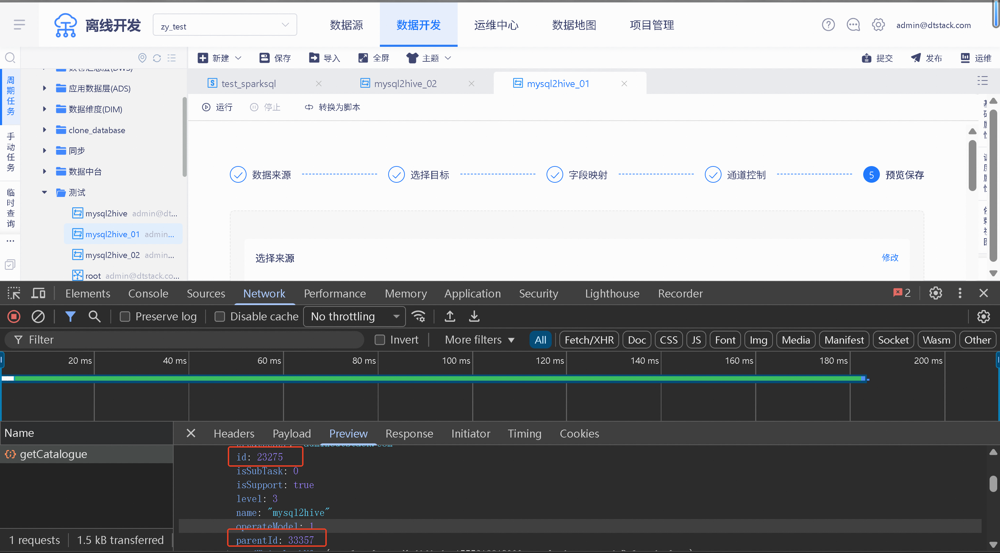 离线开发
zy_test
数据源
数据开发
运维中心
数据地图
项目管理
admin@dtstack.com
新建
保存
导入
全屏
主题
提交
发布
运维
周期任务
手动任务
临时查询
...
应用数据层(ADS)
数据维度(DIM)
clone_database
同步
数据中台
测试
mysql2hive admin@dt...
mysql2hive_01 admin...
mysql2hive_02 admin...
root admin@dtstack.co...
test_sparksql
mysql2hive_02
mysql2hive_01
运行
停止
转换为脚本
数据来源
选择目标
字段映射
通道控制
5 预览保存
选择来源
修改
Elements Console Sources Network Performance Memory Application Security Lighthouse Recorder
2
Preserve log Disable cache No throttling
Filter Invert More filters All Fetch/XHR Doc CSS JS Font Img Media Manifest Socket Wasm Other
20 ms 40 ms 60 ms 80 ms 100 ms 120 ms 140 ms 160 ms 180 ms 200 ms
Name
Headers Payload Preview Response Initiator Timing Cookies
getCatalogue
id: 23275
isSubTask: 0
isSupport: true
level: 3
name: "mysql2hive"
operateModel: 1
parentId: 33357
1 requests 1.5 kB transferred